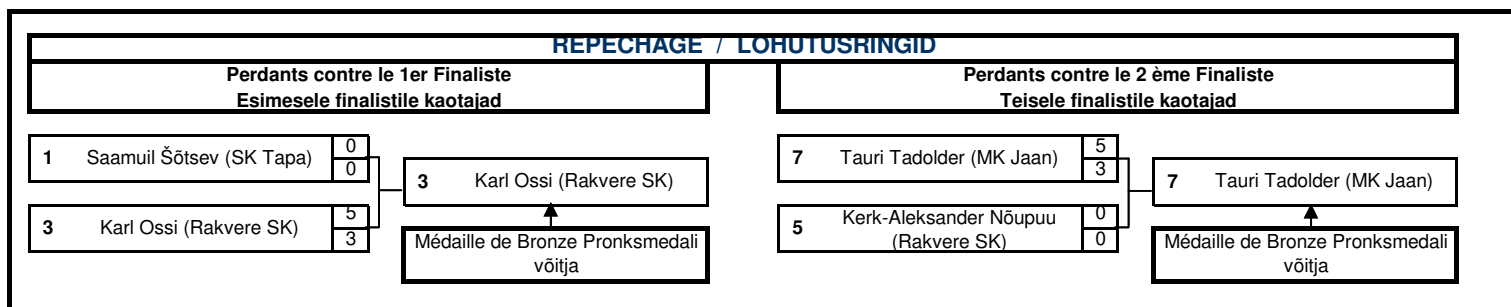 REPECHAGE / LOHUTUSRINGID
Perdants contre le 1er Finaliste
Esimesele finalistile kaotajad
Perdants contre le 2 ème Finaliste
Teisele finalistile kaotajad
1 Saamuil Šõtsev (SK Tapa) 0
0
3 Karl Ossi (Rakvere SK)
3 Karl Ossi (Rakvere SK) 5
3
Médaille de Bronze Pronksmedali
võitja
7 Tauri Tadolder (MK Jaan) 5
3
7 Tauri Tadolder (MK Jaan)
5 Kerk-Aleksander Nõupuu
(Rakvere SK) 0
0
Médaille de Bronze Pronksmedali
võitja